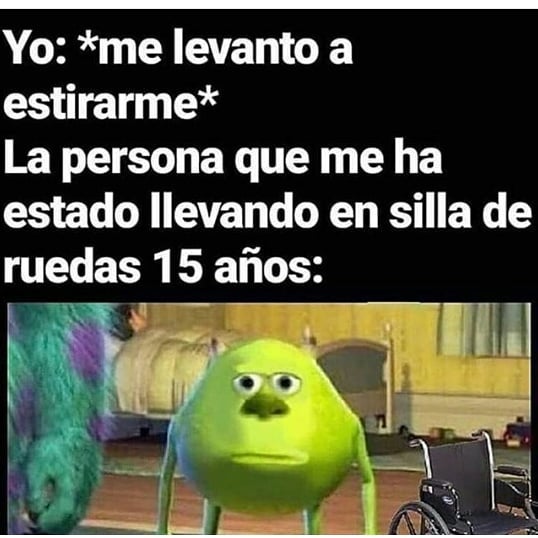 Yo: *me levanto a
estirarme*
La persona que me ha
estado llevando en silla de
ruedas 15 años: